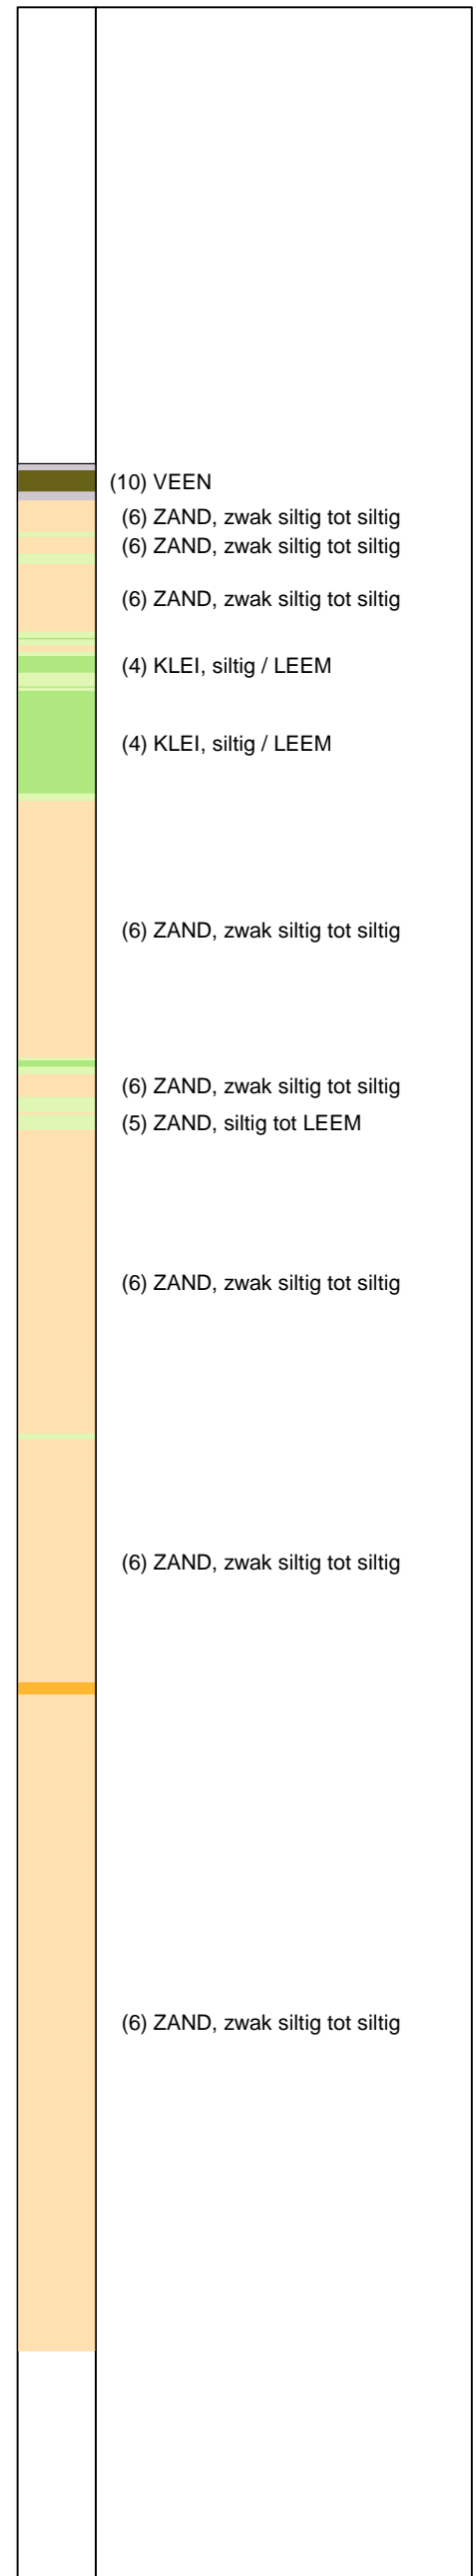 (10) VEEN
(6) ZAND, zwak siltig tot siltig
(6) ZAND, zwak siltig tot siltig
(6) ZAND, zwak siltig tot siltig
(4) KLEI, siltig / LEEM
(4) KLEI, siltig / LEEM
(6) ZAND, zwak siltig tot siltig
(6) ZAND, zwak siltig tot siltig
(5) ZAND, siltig tot LEEM
(6) ZAND, zwak siltig tot siltig
(6) ZAND, zwak siltig tot siltig
(6) ZAND, zwak siltig tot siltig